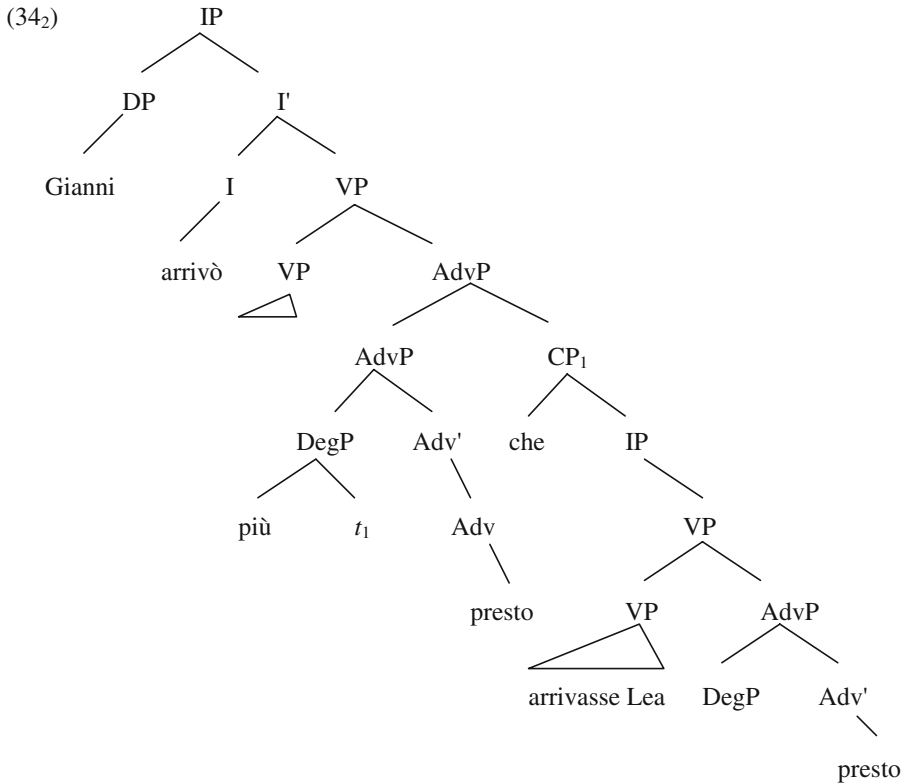 (34₂) IP
DP I'
Gianni I VP
arrivò VP AdvP
AdvP CP₁
DegP Adv' che IP
più t₁ Adv VP
presto VP AdvP
arrivasse Lea DegP Adv'
presto